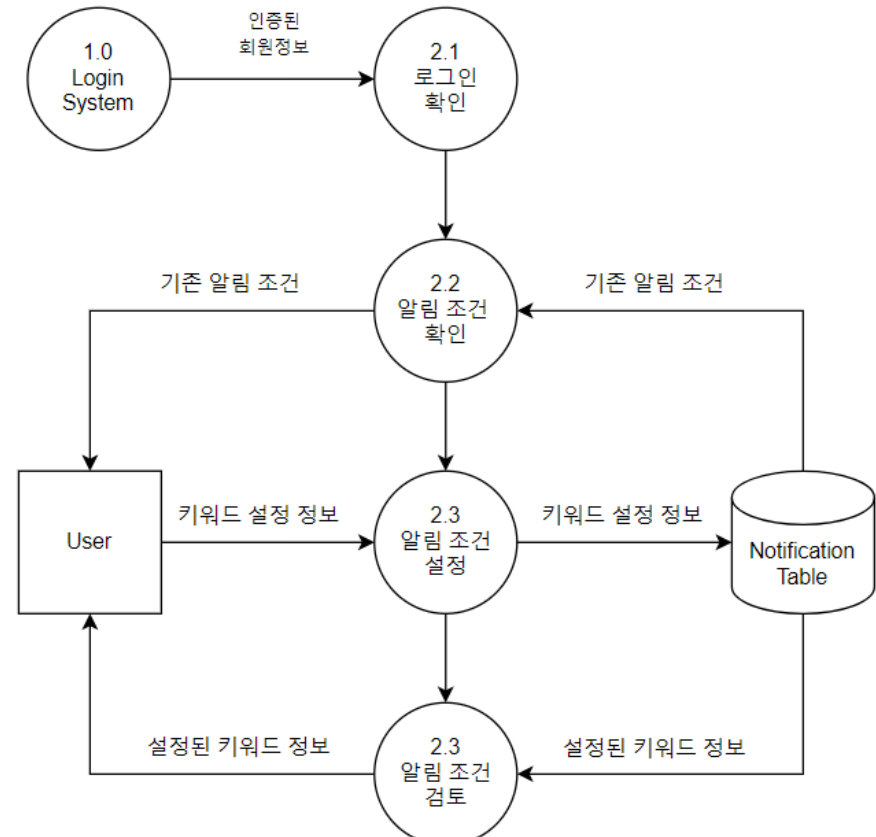 인증된
회원정보
1.0
Login
System
2.1
로그인
확인
기존 알림 조건
2.2
알림 조건
확인
기존 알림 조건
User
키워드 설정 정보
2.3
알림 조건
설정
키워드 설정 정보
Notification
Table
설정된 키워드 정보
2.3
알림 조건
검토
설정된 키워드 정보